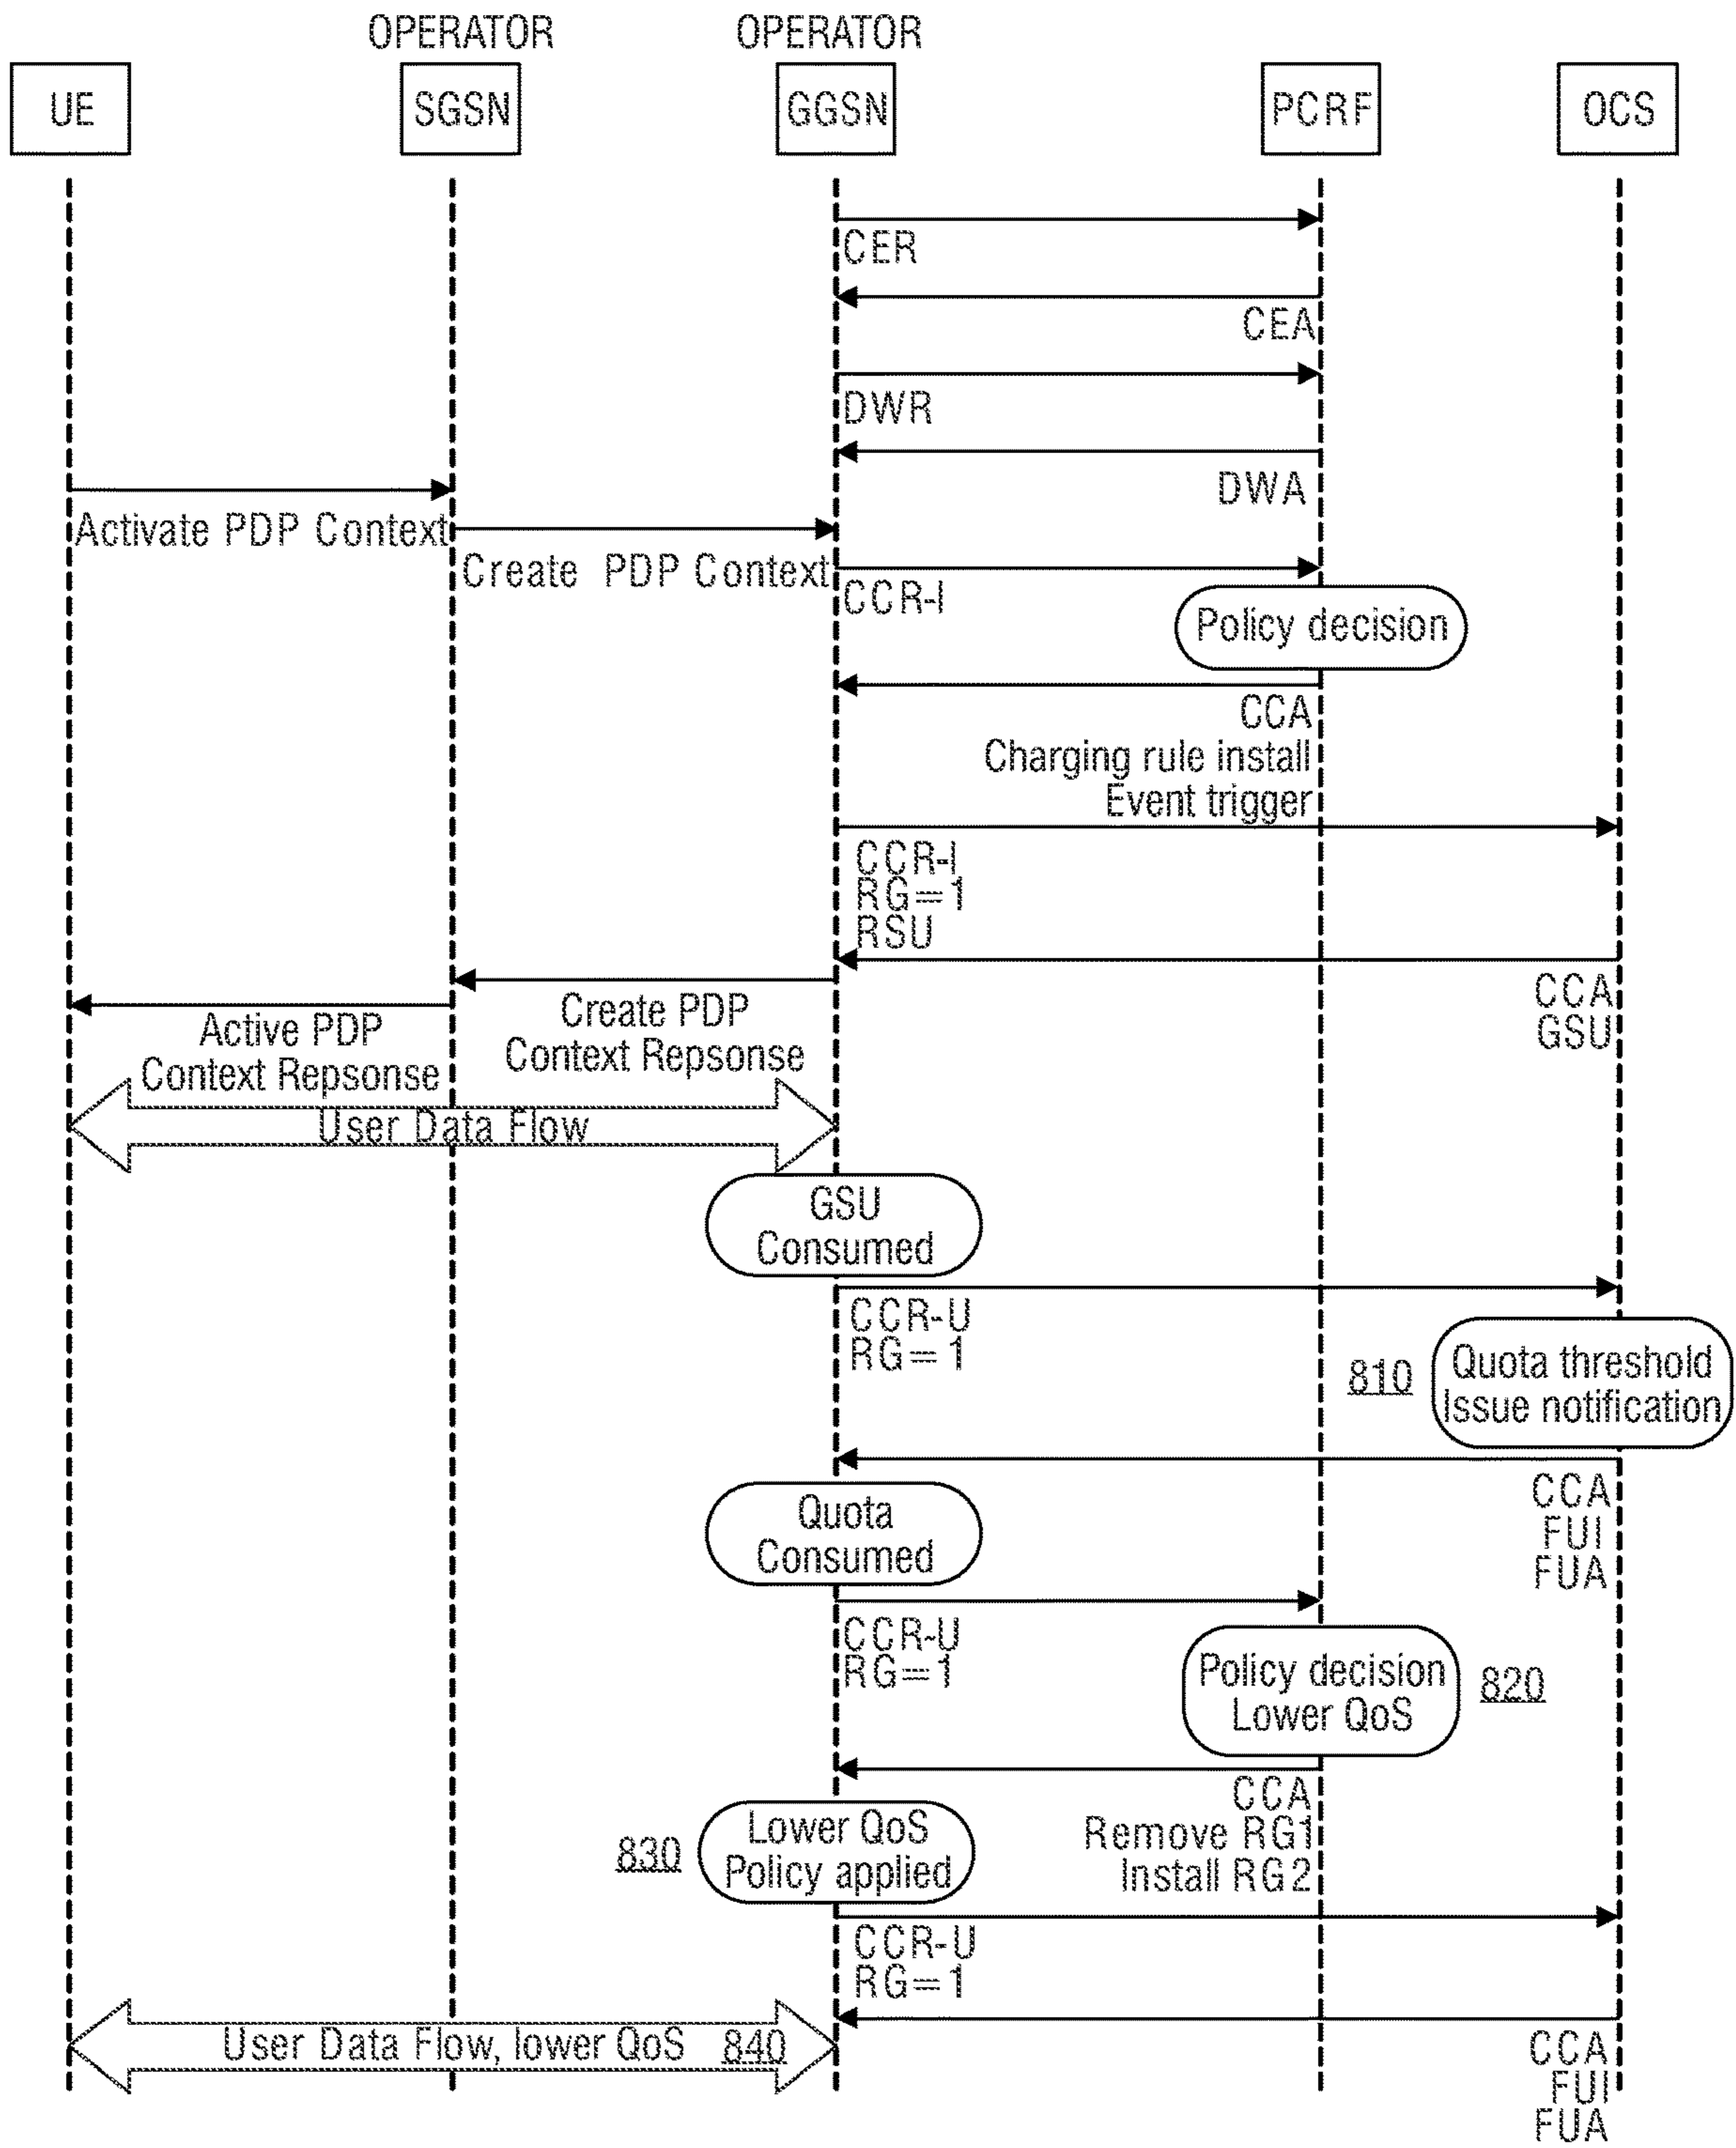 OPERATOR
OPERATOR
UE
SGSN
GGSN
PCRF
OCS
CER
CEA
DWR
DWA
Activate PDP Context
Create PDP Context
CCR-I
Policy decision
CCA
Charging rule install
Event trigger
CCR-I
RG=1
RSU
CCA
GSU
Create PDP
Context Repsonse
Active PDP
Context Repsonse
User Data Flow
GSU
Consumed
CCR-U
RG=1
810
Quota threshold
Issue notification
CCA
FUI
FUA
Quota
Consumed
CCR-U
RG=1
Policy decision
Lower QoS
820
CCA
Remove RG1
Install RG2
830
Lower QoS
Policy applied
CCR-U
RG=1
User Data Flow, lower QoS 840
CCA
FUI
FUA